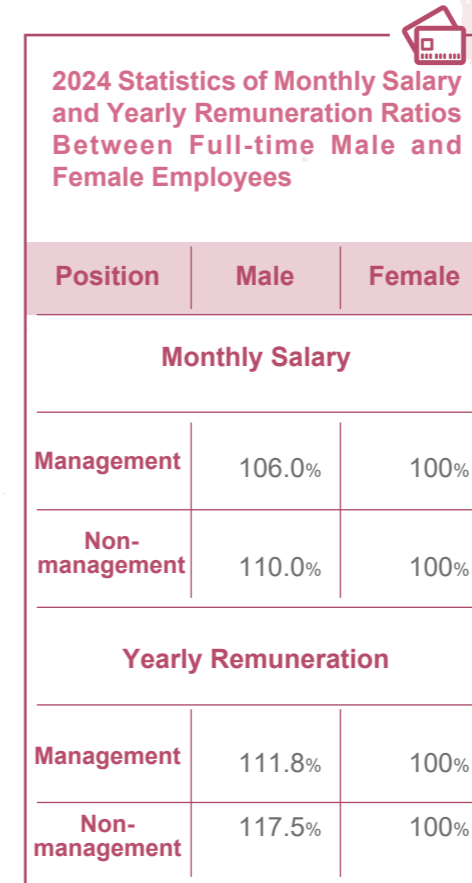 2024 Statistics of Monthly Salary
and Yearly Remuneration Ratios
Between Full-time Male and
Female Employees
Position Male Female
Monthly Salary
Management 106.0% 100%
Non-
management 110.0% 100%
Yearly Remuneration
Management 111.8% 100%
Non-
management 117.5% 100%